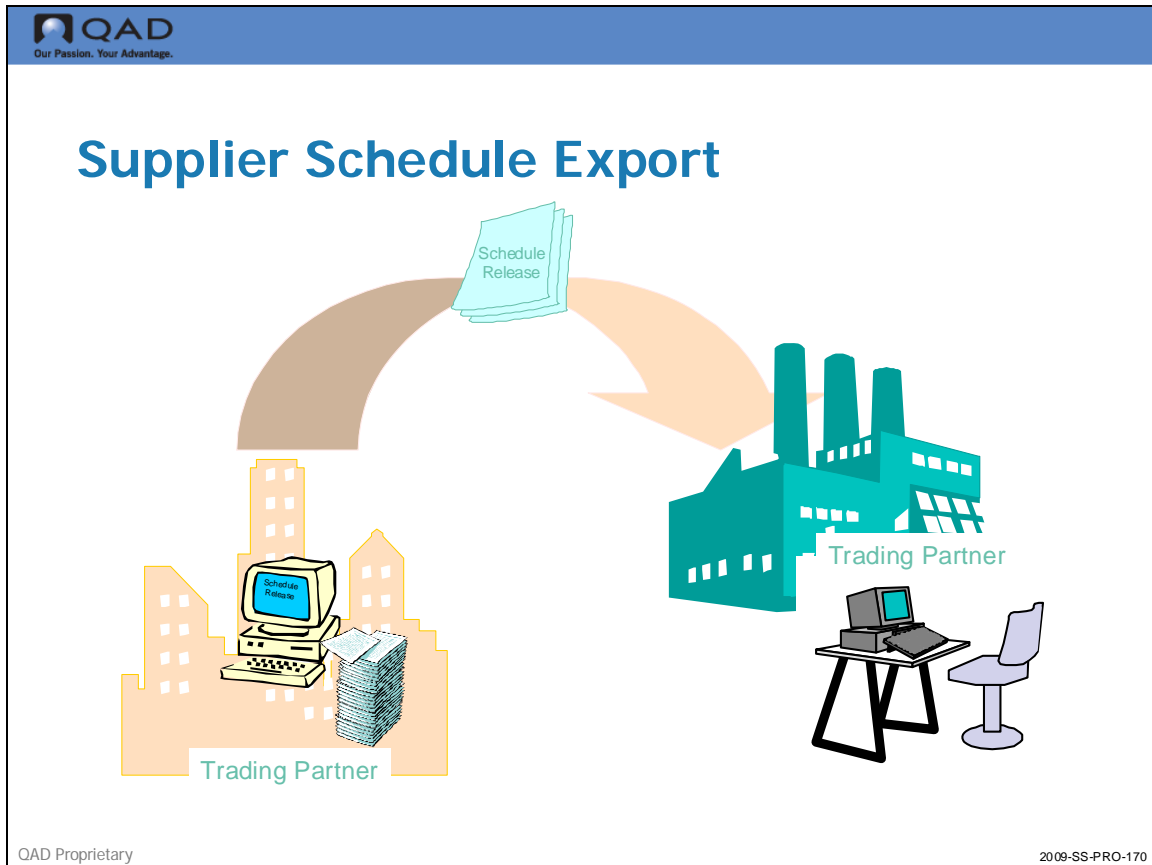 QAD
Our Passion. Your Advantage.
Supplier Schedule Export
Schedule
Release
Trading Partner
Schedule
Release
Trading Partner
QAD Proprietary
2009-SS-PRO-170